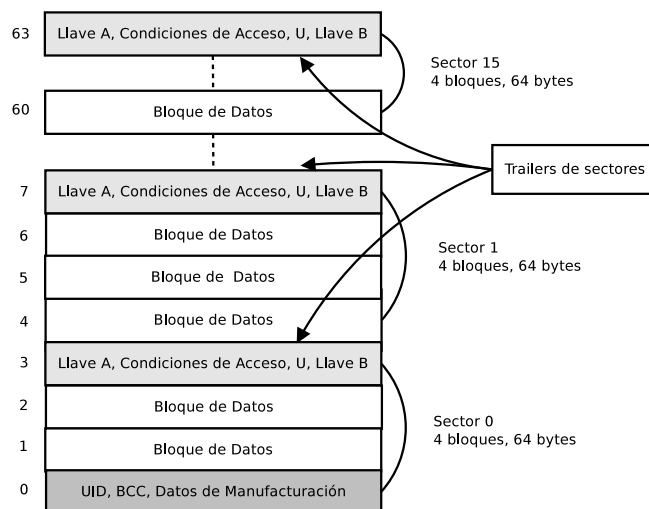 63
Llave A, Condiciones de Acceso, U, Llave B
Sector 15
4 bloques, 64 bytes
60
Bloque de Datos
Trailers de sectores
7
Llave A, Condiciones de Acceso, U, Llave B
6
Bloque de Datos
Sector 1
4 bloques, 64 bytes
5
Bloque de  Datos
4
Bloque de Datos
3
Llave A, Condiciones de Acceso, U, Llave B
2
Bloque de Datos
Sector 0
4 bloques, 64 bytes
1
Bloque de Datos
0
UID, BCC, Datos de Manufacturación